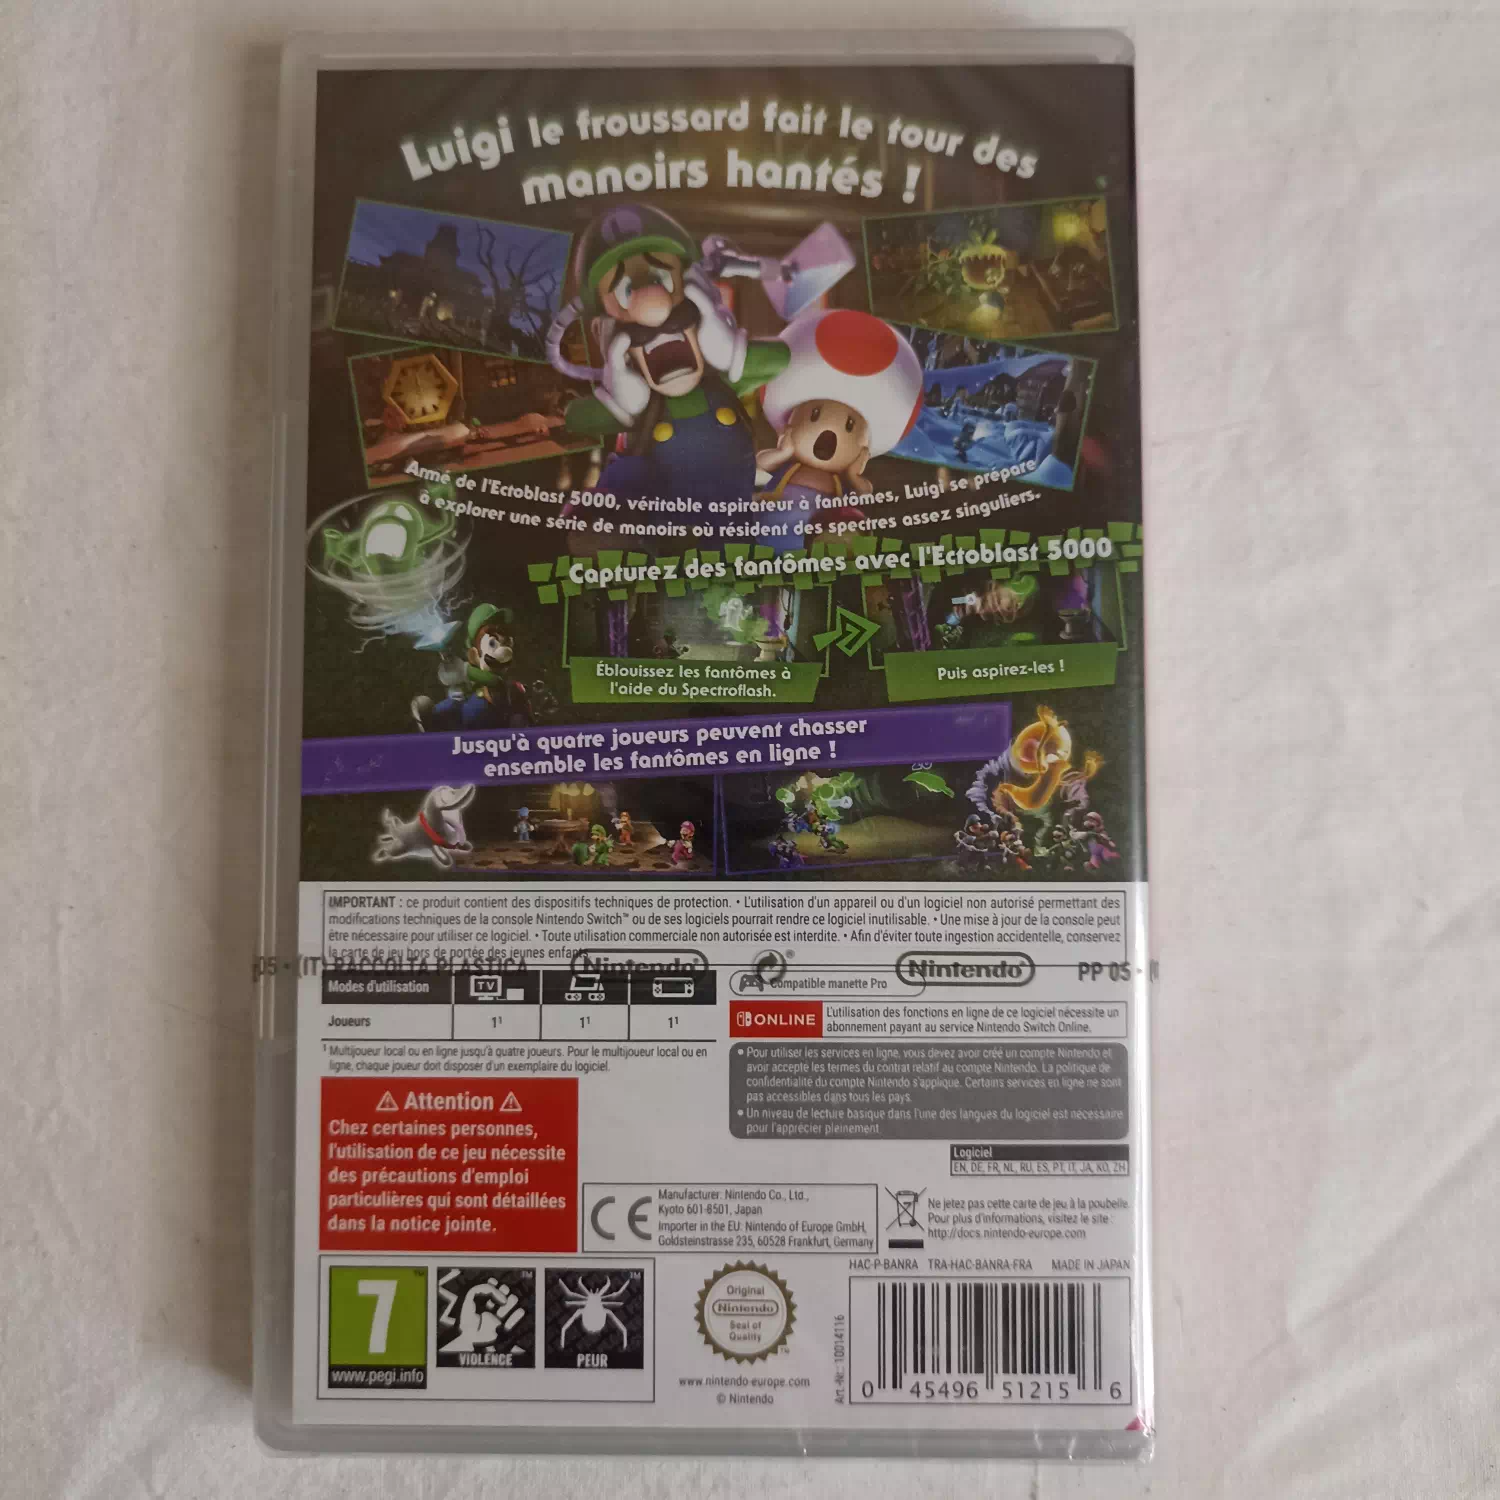 Luigi le froussard fait le tour des
manoirs hantés !
Armé de l'Ectoblast 5000, véritable aspirateur à fantômes, Luigi se prépare
à explorer une série de manoirs où résident des spectres assez singuliers.
Capturez des fantômes avec l'Ectoblast 5000
Éblouissez les fantômes à
l'aide du Spectroflash.
Puis aspirez-les !
Jusqu'à quatre joueurs peuvent chasser
ensemble les fantômes en ligne !
IMPORTANT : ce produit contient des dispositifs techniques de protection. • L'utilisation d'un appareil ou d'un logiciel non autorisé permettant des
modifications techniques de la console Nintendo Switch™ ou de ses logiciels pourrait rendre ce logiciel inutilisable. • Une mise à jour de la console peut
être nécessaire pour utiliser ce logiciel. • Toute utilisation commerciale non autorisée est interdite. • Afin d'éviter toute ingestion accidentelle, conservez
la carte de jeu hors de portée des jeunes enfants.
05 • (IT) RACCOLTA PLASTICA Nintendo® ® Nintendo® PP 05 •
Modes d'utilisation TV
Compatible manette Pro
Joueurs 1¹ 1¹ 1¹
¹ Multijoueur local ou en ligne jusqu'à quatre joueurs. Pour le multijoueur local ou en
ligne, chaque joueur doit disposer d'un exemplaire du logiciel.
ONLINE
L'utilisation des fonctions en ligne de ce logiciel nécessite un
abonnement payant au service Nintendo Switch Online.
• Pour utiliser les services en ligne, vous devez avoir créé un compte Nintendo et
avoir accepté les termes du contrat relatif au compte Nintendo. La politique de
confidentialité du compte Nintendo s'applique. Certains services en ligne ne sont
pas accessibles dans tous les pays.
• Un niveau de lecture basique dans l'une des langues du logiciel est nécessaire
pour l'apprécier pleinement.
⚠ Attention ⚠
Chez certaines personnes,
l'utilisation de ce jeu nécessite
des précautions d'emploi
particulières qui sont détaillées
dans la notice jointe.
Logiciel
EN, DE, FR, NL, RU, ES, PT, IT, JA, KO, ZH
CE
Manufacturer: Nintendo Co., Ltd.,
Kyoto 601-8501, Japan
Importer in the EU: Nintendo of Europe GmbH,
Goldsteinstrasse 235, 60528 Frankfurt, Germany
Ne jetez pas cette carte de jeu à la poubelle.
Pour plus d'informations, visitez le site :
http://docs.nintendo-europe.com
HAC-P-BANRA TRA-HAC-BANRA-FRA MADE IN JAPAN
7 ™
www.pegi.info
VIOLENCE ™
PEUR ™
Original
Nintendo
Seal of
Quality
™
www.nintendo-europe.com
© Nintendo
Art.-Nr.: 10014116
0 45496 51215 6